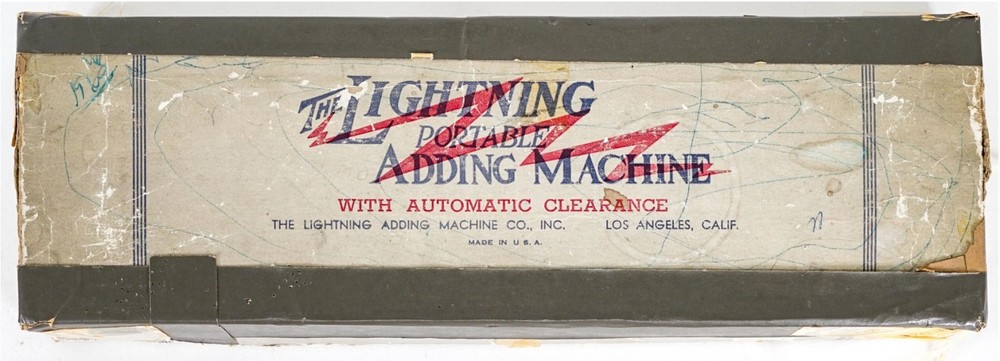 THE LIGHTNING
PORTABLE
ADDING MACHINE
WITH AUTOMATIC CLEARANCE
THE LIGHTNING ADDING MACHINE CO., INC. LOS ANGELES, CALIF.
MADE IN U.S.A.